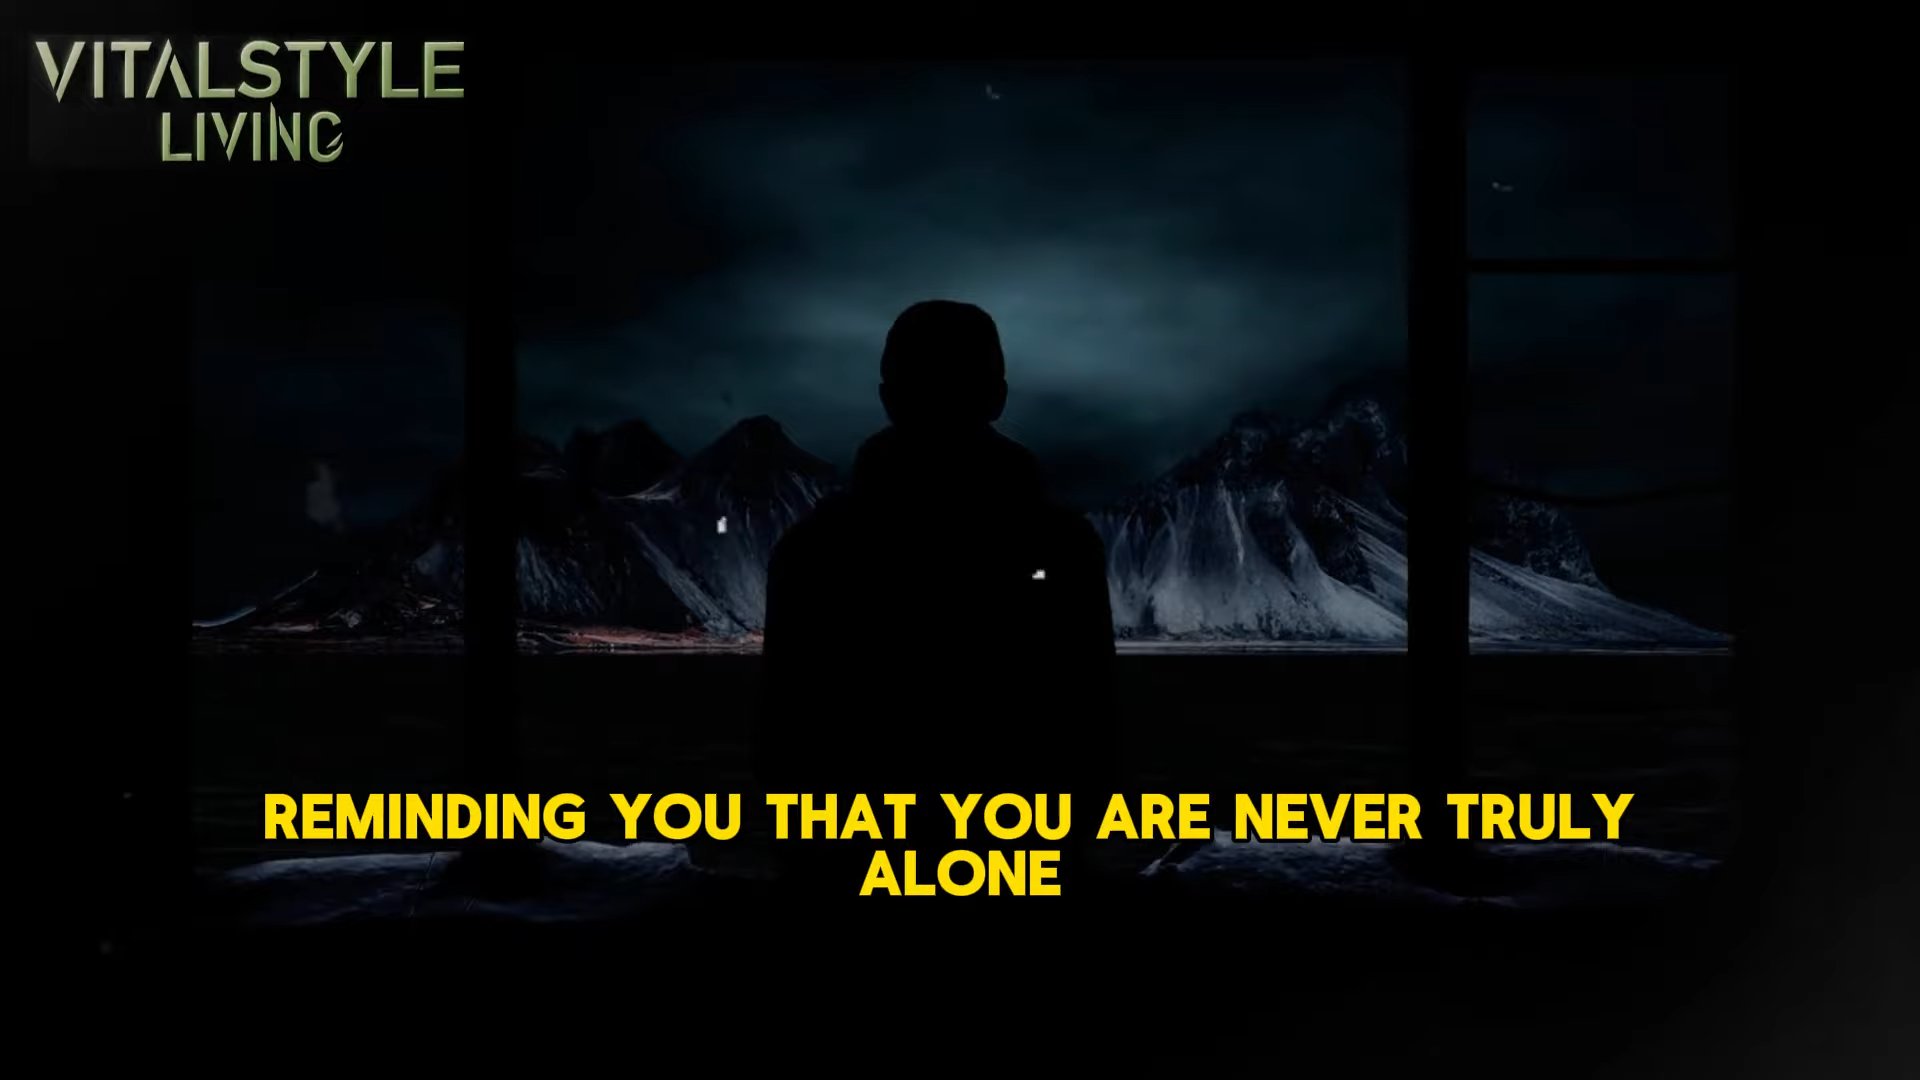 VITALSTYLE
LIVING
REMINDING YOU THAT YOU ARE NEVER TRULY
ALONE